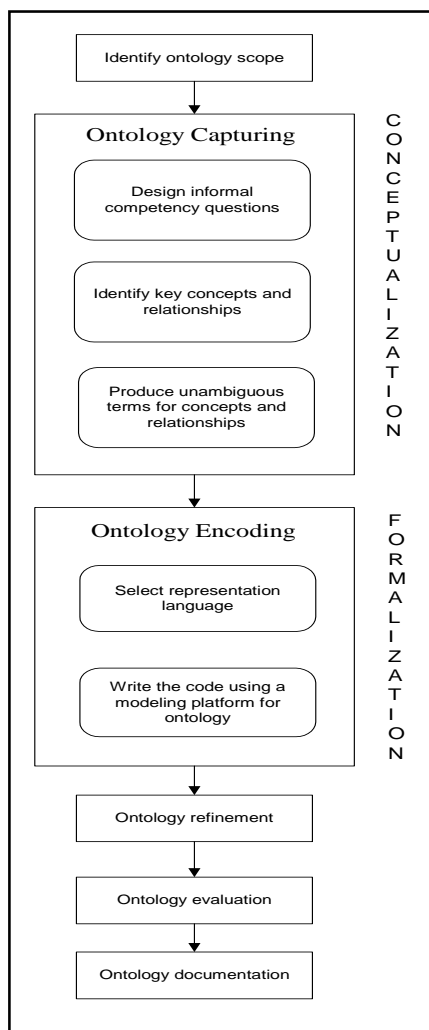 Identify ontology scope
Ontology Capturing
Design informal
competency questions
Identify key concepts and
relationships
Produce unambiguous
terms for concepts and
relationships
CONCEPTUALIZATION
Ontology Encoding
Select representation
language
Write the code using a
modeling platform for
ontology
FORMALIZATION
Ontology refinement
Ontology evaluation
Ontology documentation